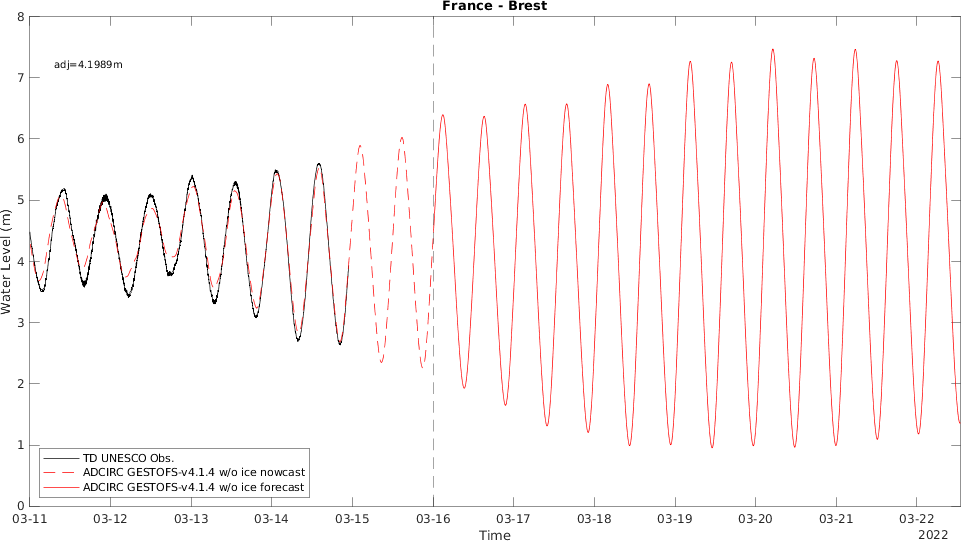 France - Brest
8
adj=4.1989m
7
6
5
4
3
2
1
0
Water Level (m)
TD UNESCO Obs.
ADCIRC GESTOFS-v4.1.4 w/o ice nowcast
ADCIRC GESTOFS-v4.1.4 w/o ice forecast
03-11 03-12 03-13 03-14 03-15 03-16 03-17 03-18 03-19 03-20 03-21 03-22
Time
2022